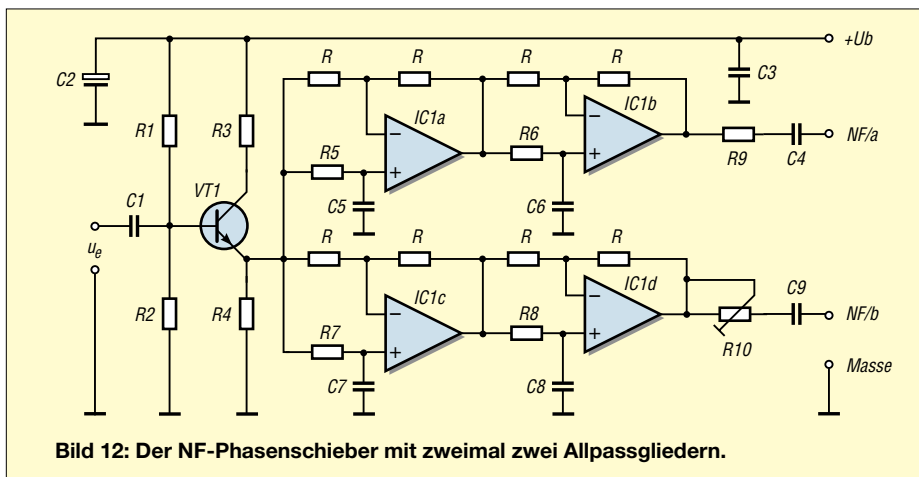 R R R R +Ub
C2 C3
IC1a IC1b
R1 R3
R5 R6
NF/a
R9 C4
VT1
C1 C5 C6
R R R R
u_e
IC1c IC1d C9
NF/b
R2 R4
R7 R8
R10
C7 C8 Masse
Bild 12: Der NF-Phasenschieber mit zweimal zwei Allpassgliedern.